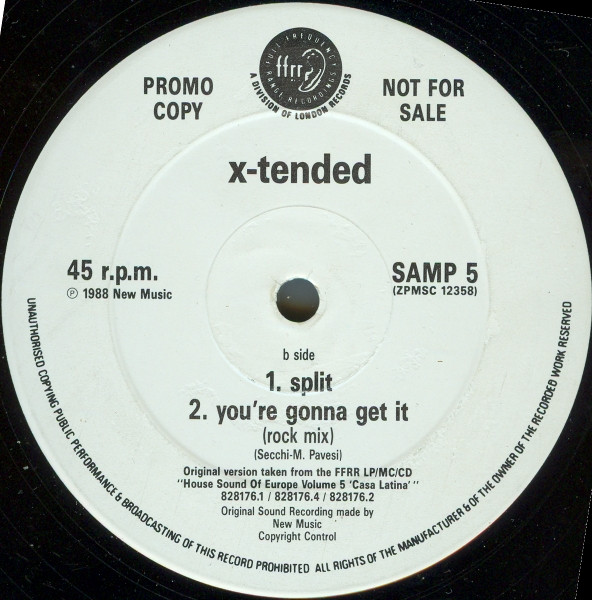 FULL FREQUENCY
ffrr
RANGE RECORDINGS
A DIVISION OF LONDON RECORDS
PROMO
COPY
NOT FOR
SALE
x-tended
45 r.p.m.
℗ 1988 New Music
SAMP 5
(ZPMSC 12358)
b side
1. split
2. you're gonna get it
(rock mix)
(Secchi-M. Pavesi)
Original version taken from the FFRR LP/MC/CD
"House Sound Of Europe Volume 5 'Casa Latina' "
828176.1 / 828176.4 / 828176.2
Original Sound Recording made by
New Music
Copyright Control
UNAUTHORISED COPYING PUBLIC PERFORMANCE & BROADCASTING OF THIS RECORD PROHIBITED ALL RIGHTS OF THE MANUFACTURER & OF THE OWNER OF THE RECORDED WORK RESERVED